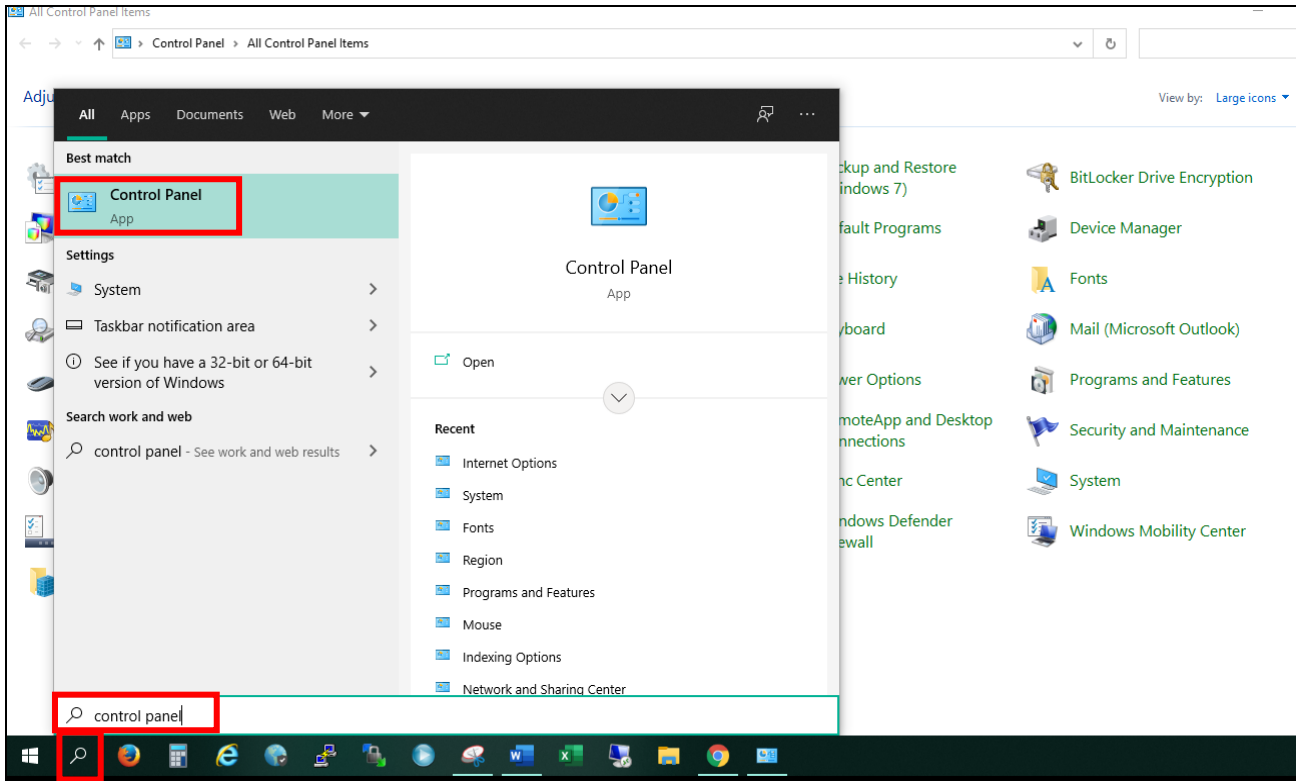 All Control Panel Items
Control Panel > All Control Panel Items
Adju
View by: Large icons
All Apps Documents Web More
Best match
Control Panel
App
Settings
System
Taskbar notification area
See if you have a 32-bit or 64-bit
version of Windows
Search work and web
control panel - See work and web results
control panel
Control Panel
App
Open
Recent
Internet Options
System
Fonts
Region
Programs and Features
Mouse
Indexing Options
Network and Sharing Center
ckup and Restore
indows 7)
fault Programs
e History
yboard
wer Options
moteApp and Desktop
nnections
nc Center
ndows Defender
ewall
BitLocker Drive Encryption
Device Manager
Fonts
Mail (Microsoft Outlook)
Programs and Features
Security and Maintenance
System
Windows Mobility Center